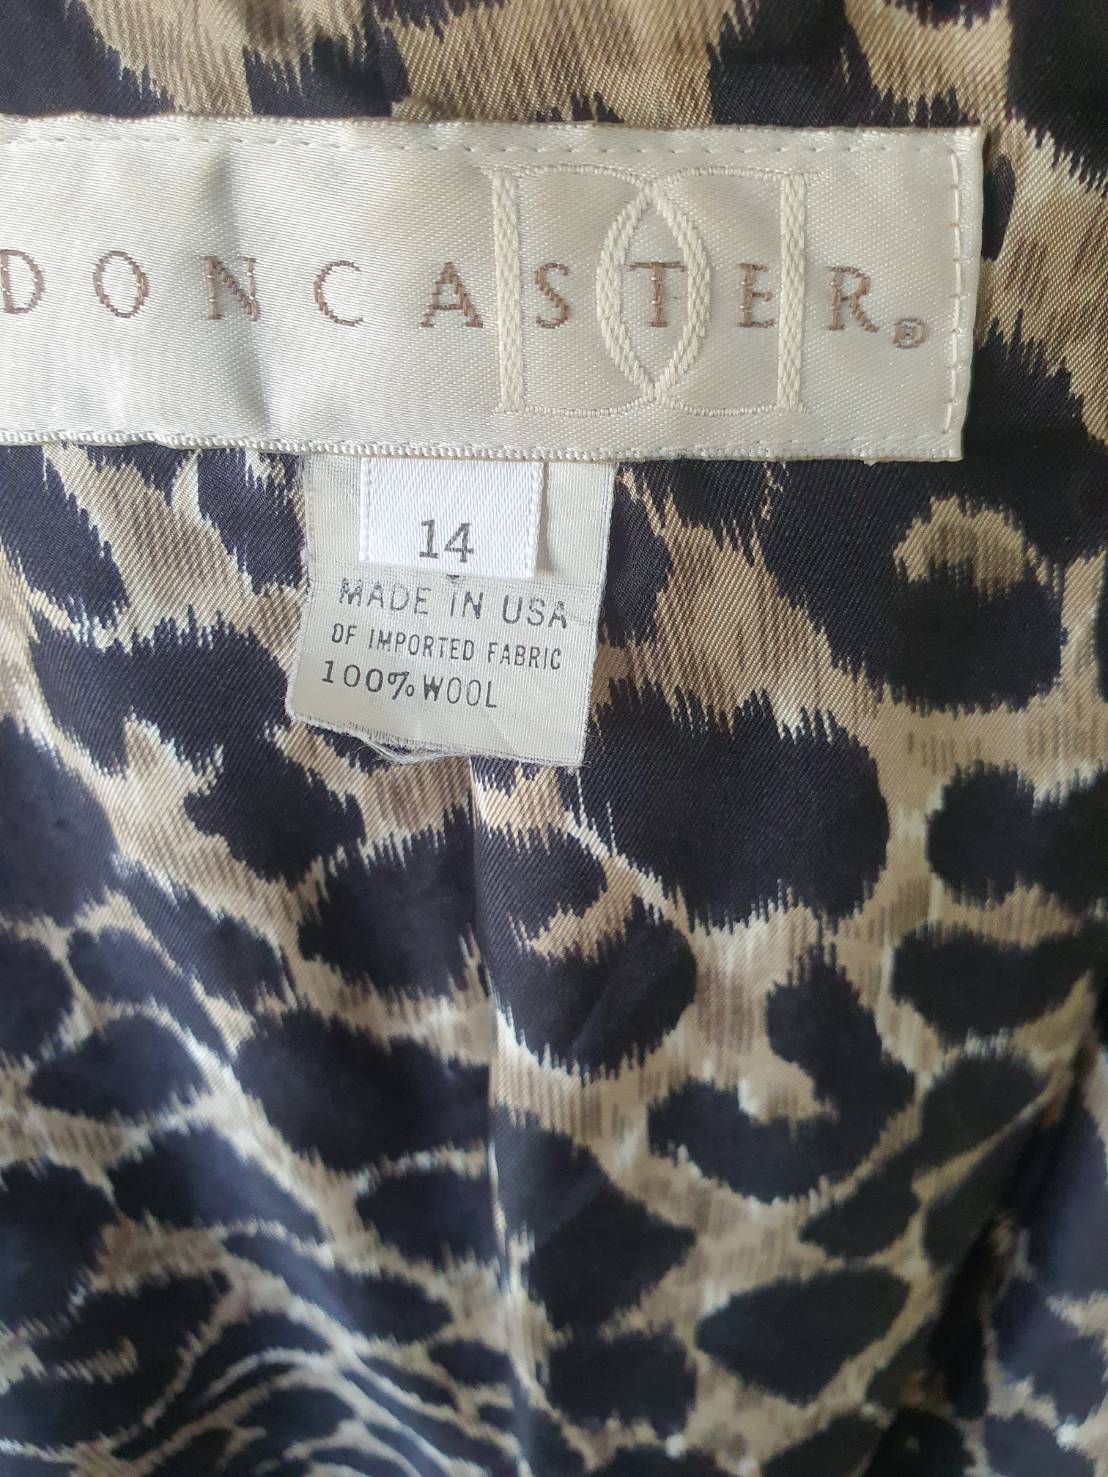 DONCASTER®
14
MADE IN USA
OF IMPORTED FABRIC
100% WOOL